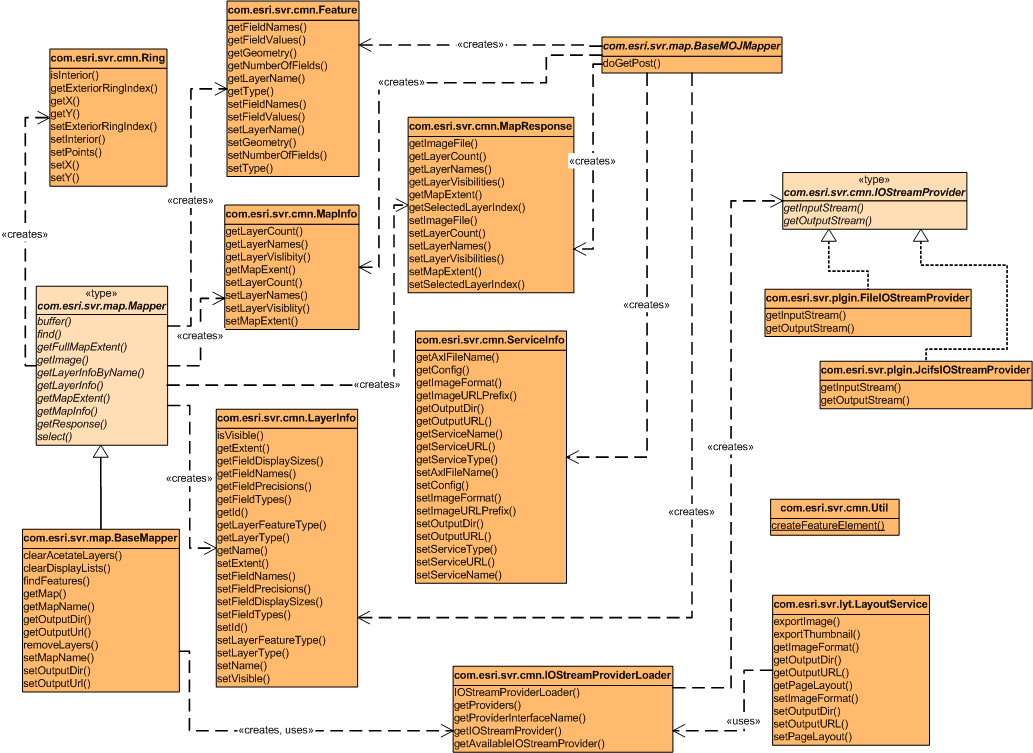 com.esri.svr.cmn.Feature
getFieldNames()
getFieldValues()
getGeometry()
getNumberOfFields()
getLayerName()
getType()
setFieldNames()
setFieldValues()
setLayerName()
setGeometry()
setNumberOfFields()
setType()
com.esri.svr.cmn.Ring
isInterior()
getExteriorRingIndex()
getX()
getY()
setExteriorRingIndex()
setInterior()
setPoints()
setX()
setY()
com.esri.svr.map.BaseMOJMapper
doGetPost()
«creates»
«creates»
«creates»
com.esri.svr.cmn.MapResponse
getImageFile()
getLayerCount()
getLayerNames()
getLayerVisibilities()
getMapExtent()
getSelectedLayerIndex()
setImageFile()
setLayerCount()
setLayerNames()
setLayerVisibilities()
setMapExtent()
setSelectedLayerIndex()
«type»
com.esri.svr.cmn.IOStreamProvider
getInputStream()
getOutputStream()
«creates»
«creates»
com.esri.svr.cmn.MapInfo
getLayerCount()
getLayerNames()
getLayerVislibity()
getMapExent()
setLayerCount()
setLayerNames()
setLayerVisiblity()
setMapExtent()
«type»
com.esri.svr.map.Mapper
buffer()
find()
getFullMapExtent()
getImage()
getLayerInfoByName()
getLayerInfo()
getMapExtent()
getMapInfo()
getResponse()
select()
«creates»
«creates»
«creates»
com.esri.svr.plgin.FileIOStreamProvider
getInputStream()
getOutputStream()
com.esri.svr.plgin.JcifsIOStreamProvider
getInputStream()
getOutputStream()
com.esri.svr.cmn.ServiceInfo
getAxlFileName()
getConfig()
getImageFormat()
getImageURLPrefix()
getOutputDir()
getOutputURL()
getServiceName()
getServiceURL()
getServiceType()
setAxlFileName()
setConfig()
setImageFormat()
setImageURLPrefix()
setOutputDir()
setOutputURL()
setServiceType()
setServiceURL()
setServiceName()
«creates»
com.esri.svr.cmn.LayerInfo
isVisible()
getExtent()
getFieldDisplaySizes()
getFieldNames()
getFieldPrecisions()
getFieldTypes()
getId()
getLayerFeatureType()
getLayerType()
getName()
setExtent()
setFieldNames()
setFieldPrecisions()
setFieldDisplaySizes()
setFieldTypes()
setId()
setLayerFeatureType()
setLayerType()
setName()
setVisible()
«creates»
«creates»
«creates»
com.esri.svr.cmn.Util
createFeatureElement()
com.esri.svr.map.BaseMapper
clearAcetateLayers()
clearDisplayLists()
findFeatures()
getMap()
getMapName()
getOutputDir()
getOutputUrl()
removeLayers()
setMapName()
setOutputDir()
setOutputUrl()
com.esri.svr.lyt.LayoutService
exportImage()
exportThumbnail()
getImageFormat()
getOutputDir()
getOutputURL()
getPageLayout()
setImageFormat()
setOutputDir()
setOutputURL()
setPageLayout()
com.esri.svr.cmn.IOStreamProviderLoader
IOStreamProviderLoader()
getProviders()
getProviderInterfaceName()
getIOStreamProvider()
getAvailableIOStreamProvider()
«creates, uses»
«uses»